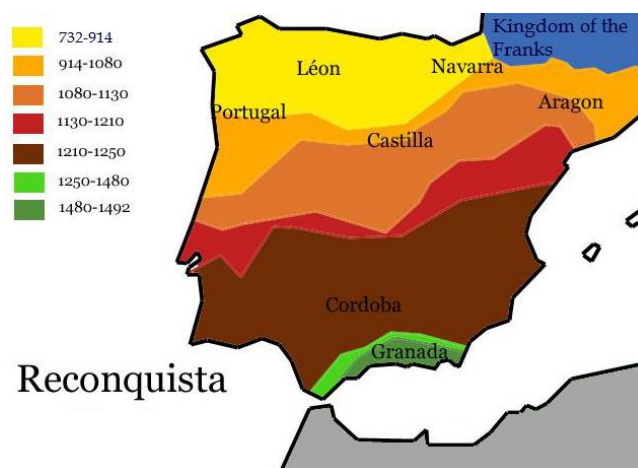 732-914
914-1080
1080-1130
1130-1210
1210-1250
1250-1480
1480-1492
Kingdom of the
Franks
Léon
Navarra
Portugal
Aragon
Castilla
Cordoba
Granada
Reconquista